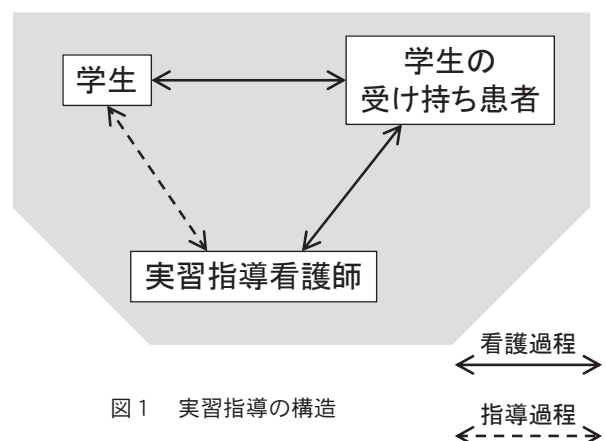 学生
学生の
受け持ち患者
実習指導看護師
看護過程
図1 実習指導の構造
指導過程